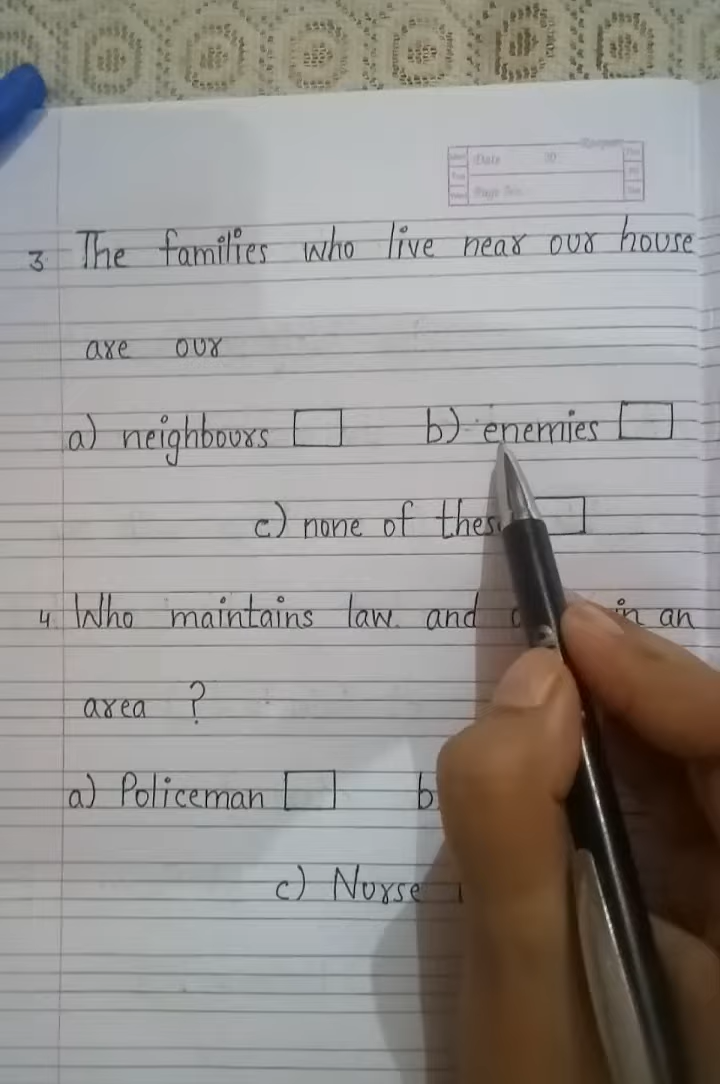 Date
Page No.
3 The families who live near our house
are our
a) neighbours b) enemies
c) none of
4. Who maintains law and in an
area ?
a) Policeman b
c) Nurse